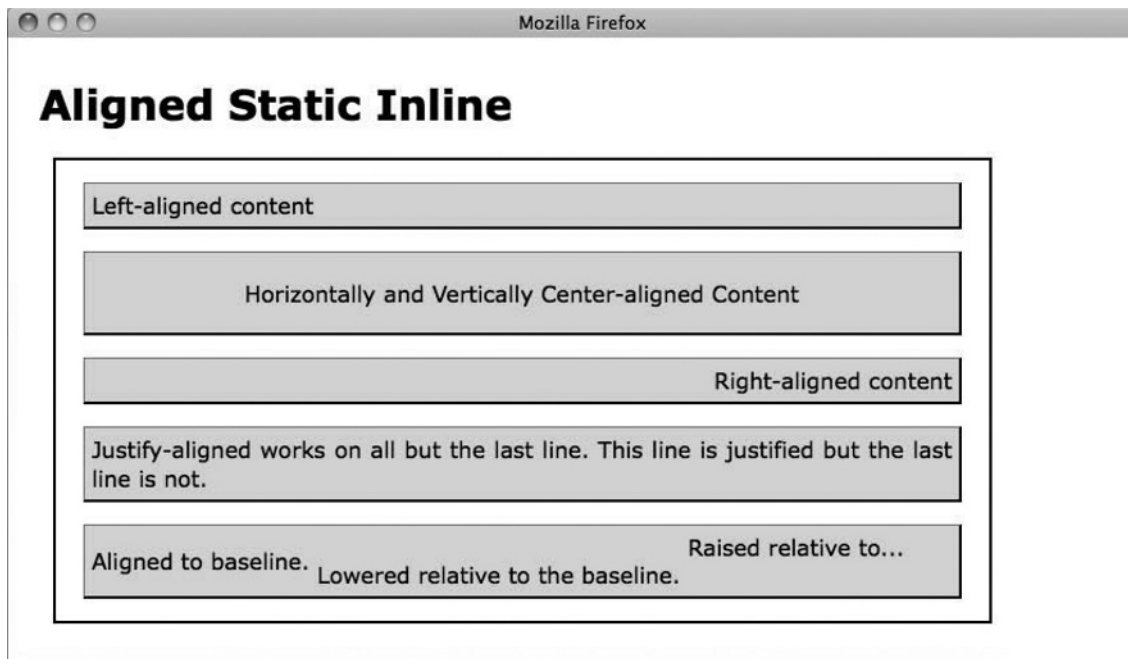 Mozilla Firefox
Aligned Static Inline
Left-aligned content
Horizontally and Vertically Center-aligned Content
Right-aligned content
Justify-aligned works on all but the last line. This line is justified but the last
line is not.
Aligned to baseline. Lowered relative to the baseline. Raised relative to...